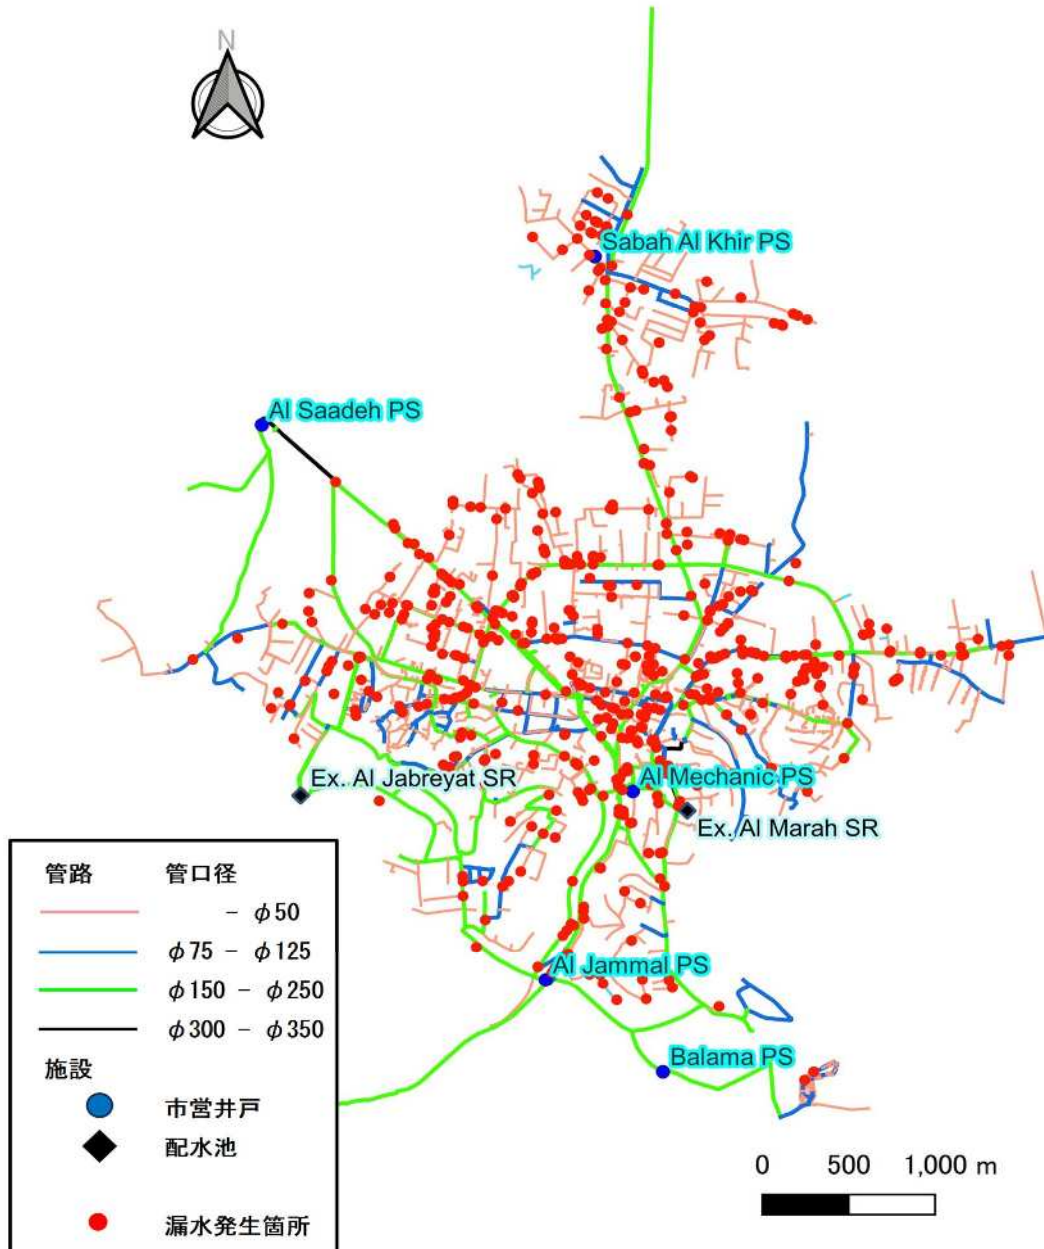 N
Sabah Al Khir PS
Al Saadeh PS
Ex. Al Jabreyat SR
Al Mechanic PS
Ex. Al Marah SR
Al Jammal PS
Balama PS
管路 管口径
- φ50
φ75 - φ125
φ150 - φ250
φ300 - φ350
施設
市営井戸
配水池
漏水発生箇所
0 500 1,000 m